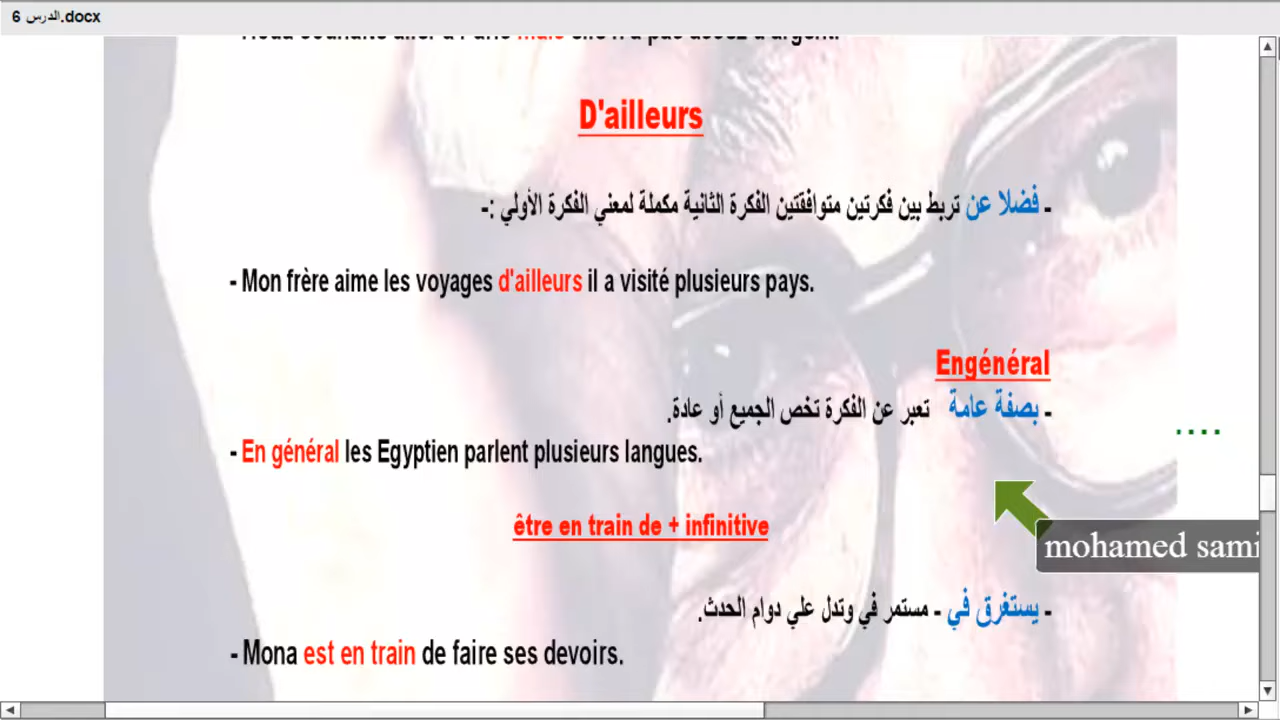 الدرس 6.docx
D'ailleurs
- فضلا عن تربط بين فكرتين متوافقتين الفكرة الثانية مكملة لمعني الفكرة الأولي :-
- Mon frère aime les voyages d'ailleurs il a visité plusieurs pays.
Engénéral
- بصفة عامة تعبر عن الفكرة تخص الجميع أو عادة.
- En général les Egyptien parlent plusieurs langues.
....
être en train de + infinitive
mohamed sami
- يستغرق في - مستمر في وتدل علي دوام الحدث.
- Mona est en train de faire ses devoirs.